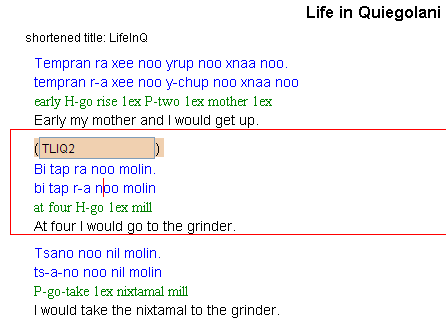 Life in Quiegolani
shortened title: LifeInQ
Tempran ra xee noo yrup noo xnaa noo.
tempran r-a xee noo y-chup noo xnaa noo
early H-go rise 1ex P-two 1ex mother 1ex
Early my mother and I would get up.
(TLIQ2)
Bi tap ra noo molin.
bi tap r-a noo molin
at four H-go 1ex mill
At four I would go to the grinder.
Tsano noo nil molin.
ts-a-no noo nil molin
P-go-take 1ex nixtamal mill
I would take the nixtamal to the grinder.